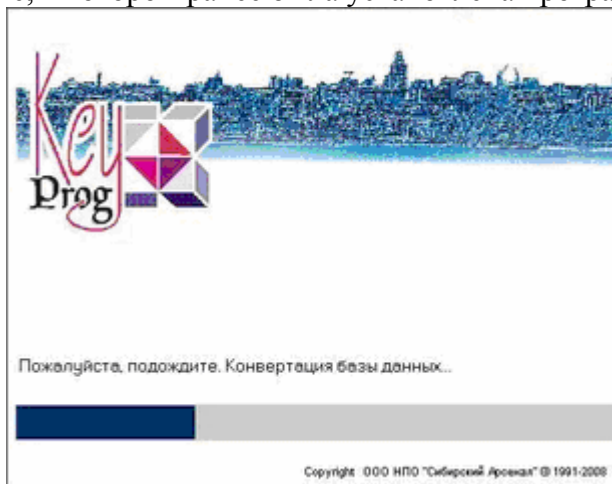 Key
Prog
Пожалуйста, подождите. Конвертация базы данных...
Copyright ООО НПО "Сибирский Арсенал" © 1991-2008